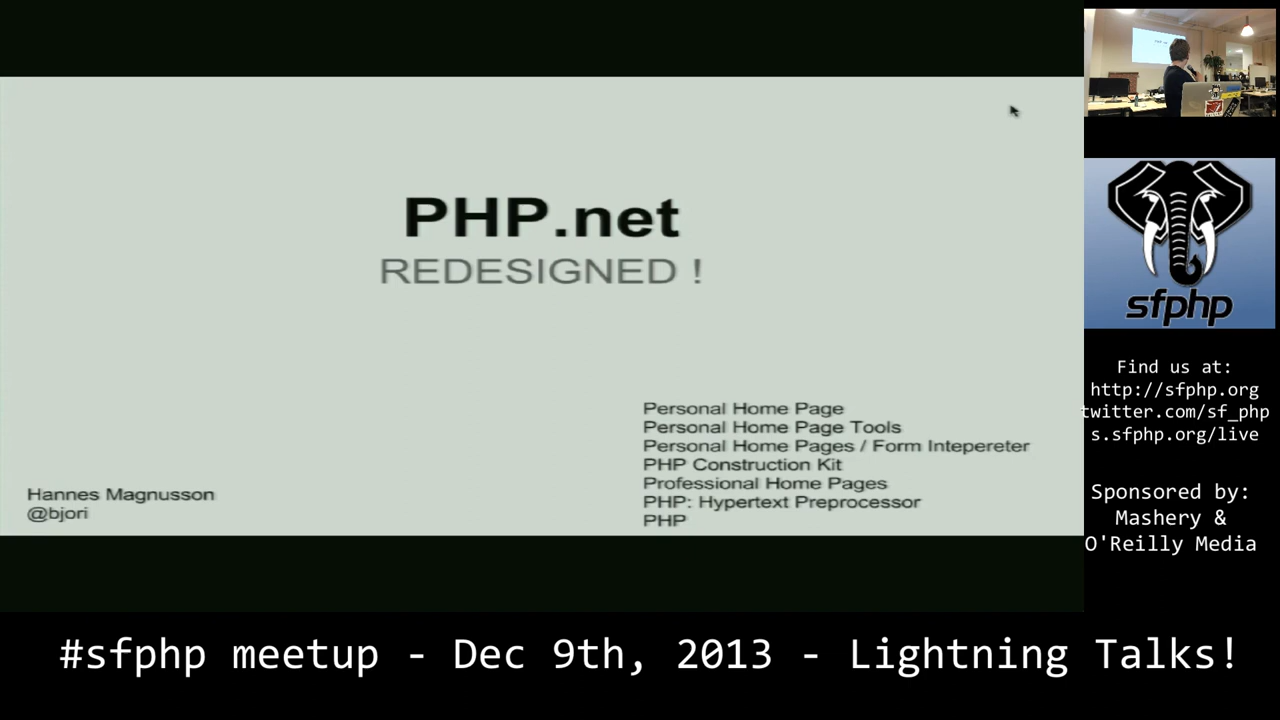 PHP.net
REDESIGNED !
Personal Home Page
Personal Home Page Tools
Personal Home Pages / Form Intepereter
PHP Construction Kit
Professional Home Pages
PHP: Hypertext Preprocessor
PHP
Hannes Magnusson
@bjori
sfphp
Find us at:
http://sfphp.org
twitter.com/sf_php
s.sfphp.org/live
Sponsored by:
Mashery &
O'Reilly Media
#sfphp meetup - Dec 9th, 2013 - Lightning Talks!